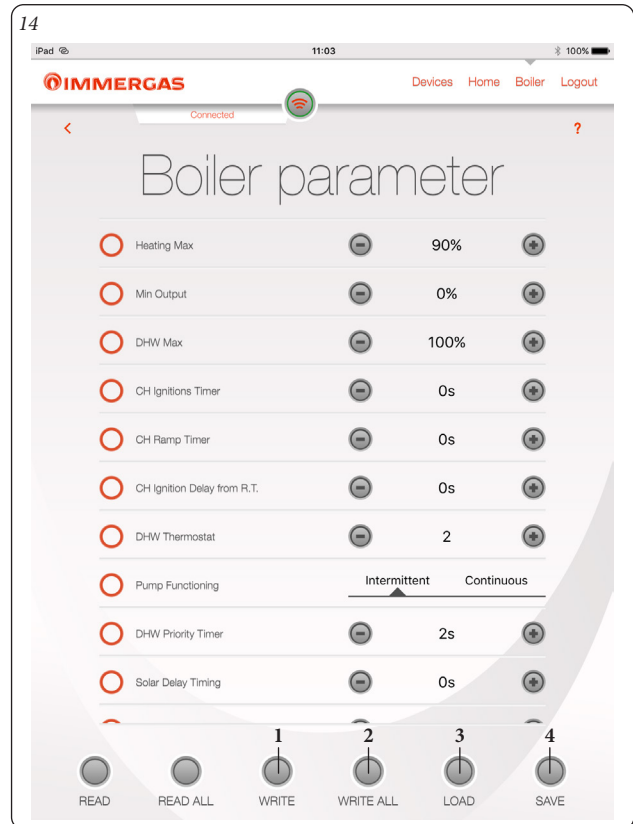 14
iPad 11:03 100%
IMMERGAS Devices Home Boiler Logout
Connected
< ?
Boiler parameter
Heating Max 90%
Min Output 0%
DHW Max 100%
CH Ignitions Timer 0s
CH Ramp Timer 0s
CH Ignition Delay from R.T. 0s
DHW Thermostat 2
Pump Functioning Intermittent Continuous
DHW Priority Timer 2s
Solar Delay Timing 0s
1 2 3 4
READ READ ALL WRITE WRITE ALL LOAD SAVE